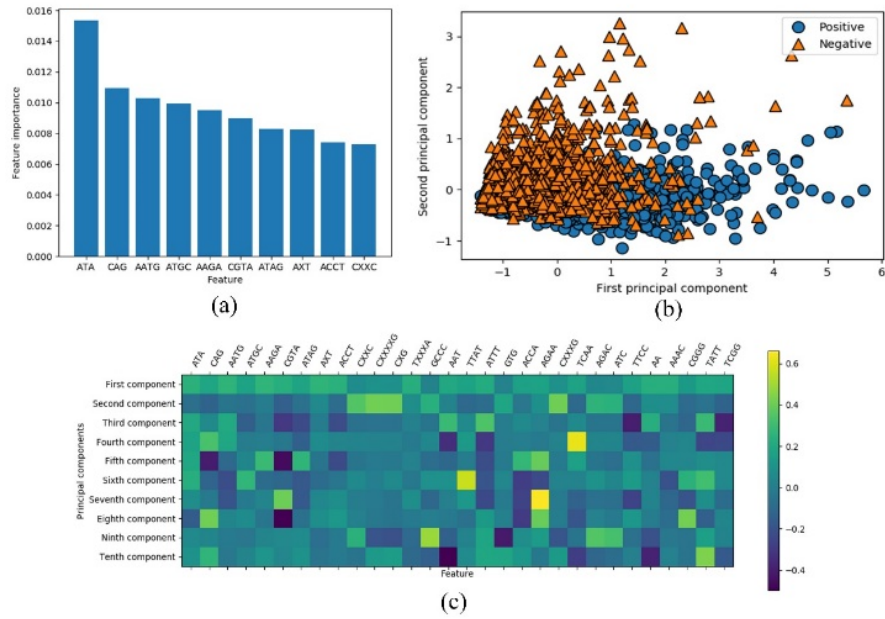 0.016
0.014
0.012
0.010
0.008
0.006
0.004
0.002
0.000
Feature importance
ATA CAG AATG ATGC AAGA CGTA ATAG AXT ACCT CXXC
Feature
(a)
Positive
Negative
3
2
1
0
−1
Second principal component
−1 0 1 2 3 4 5 6
First principal component
(b)
ATA CAG AATG ATGC AAGA CGTA ATAG AXT ACCT CXXC CXXXXG CXG TXXXA GCCC AAT TTAT ATTT GTG ACCA AGAA CXXXG TCAA AGAC ATC TTCC AA AAAC CGGG TATT TCGG
First component
Second component
Third component
Fourth component
Fifth component
Sixth component
Seventh component
Eighth component
Ninth component
Tenth component
Principal components
Feature
0.6
0.4
0.2
0.0
−0.2
−0.4
(c)